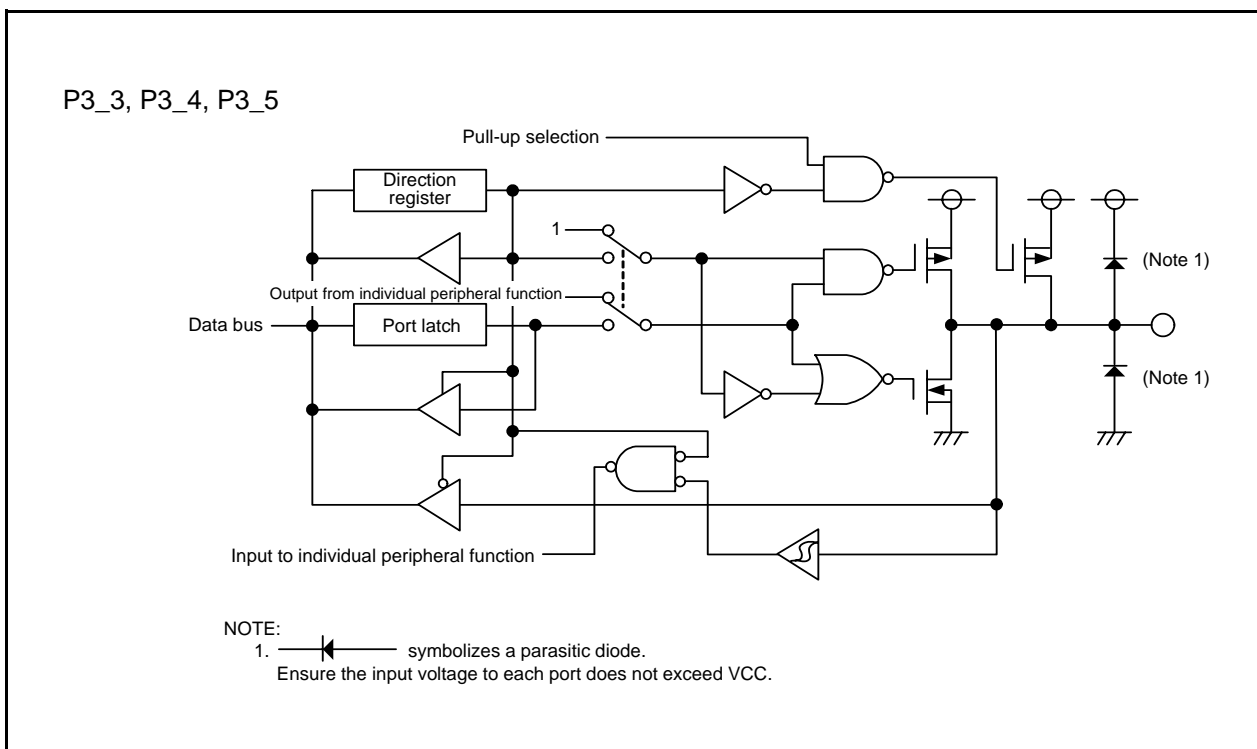 P3_3, P3_4, P3_5
Pull-up selection
Direction
register
1
(Note 1)
Output from individual peripheral function
Data bus
Port latch
(Note 1)
Input to individual peripheral function
NOTE:
1. symbolizes a parasitic diode.
Ensure the input voltage to each port does not exceed VCC.